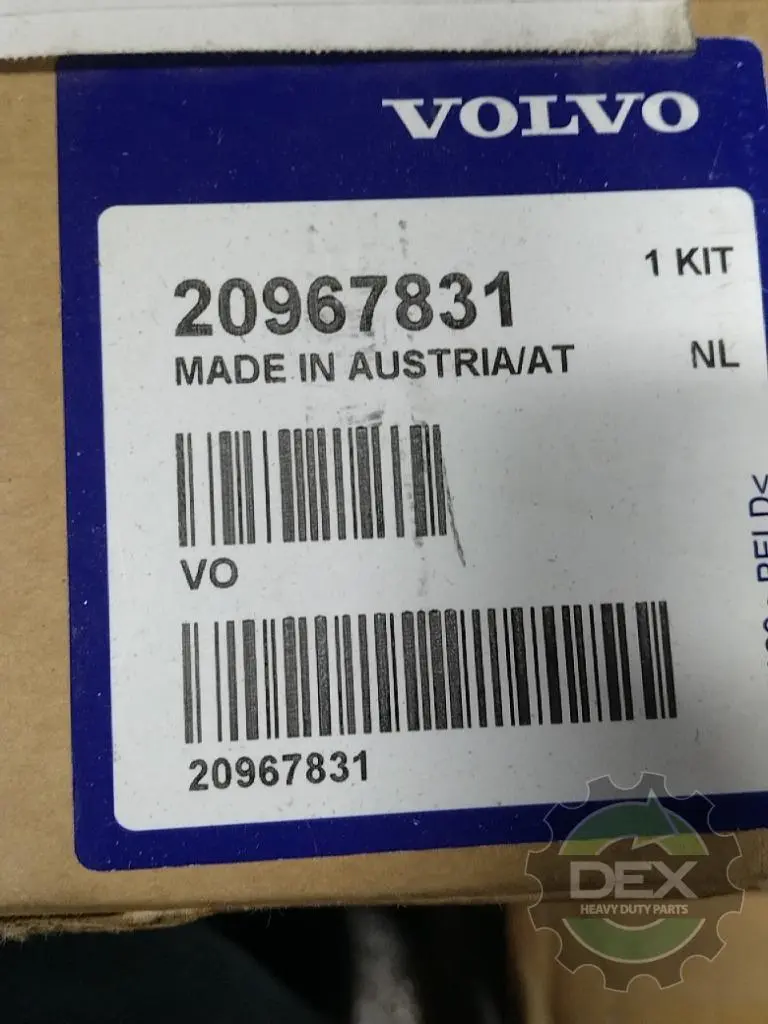 VOLVO
1 KIT
20967831
MADE IN AUSTRIA/AT
NL
VO
20967831
DEX
HEAVY DUTY PARTS